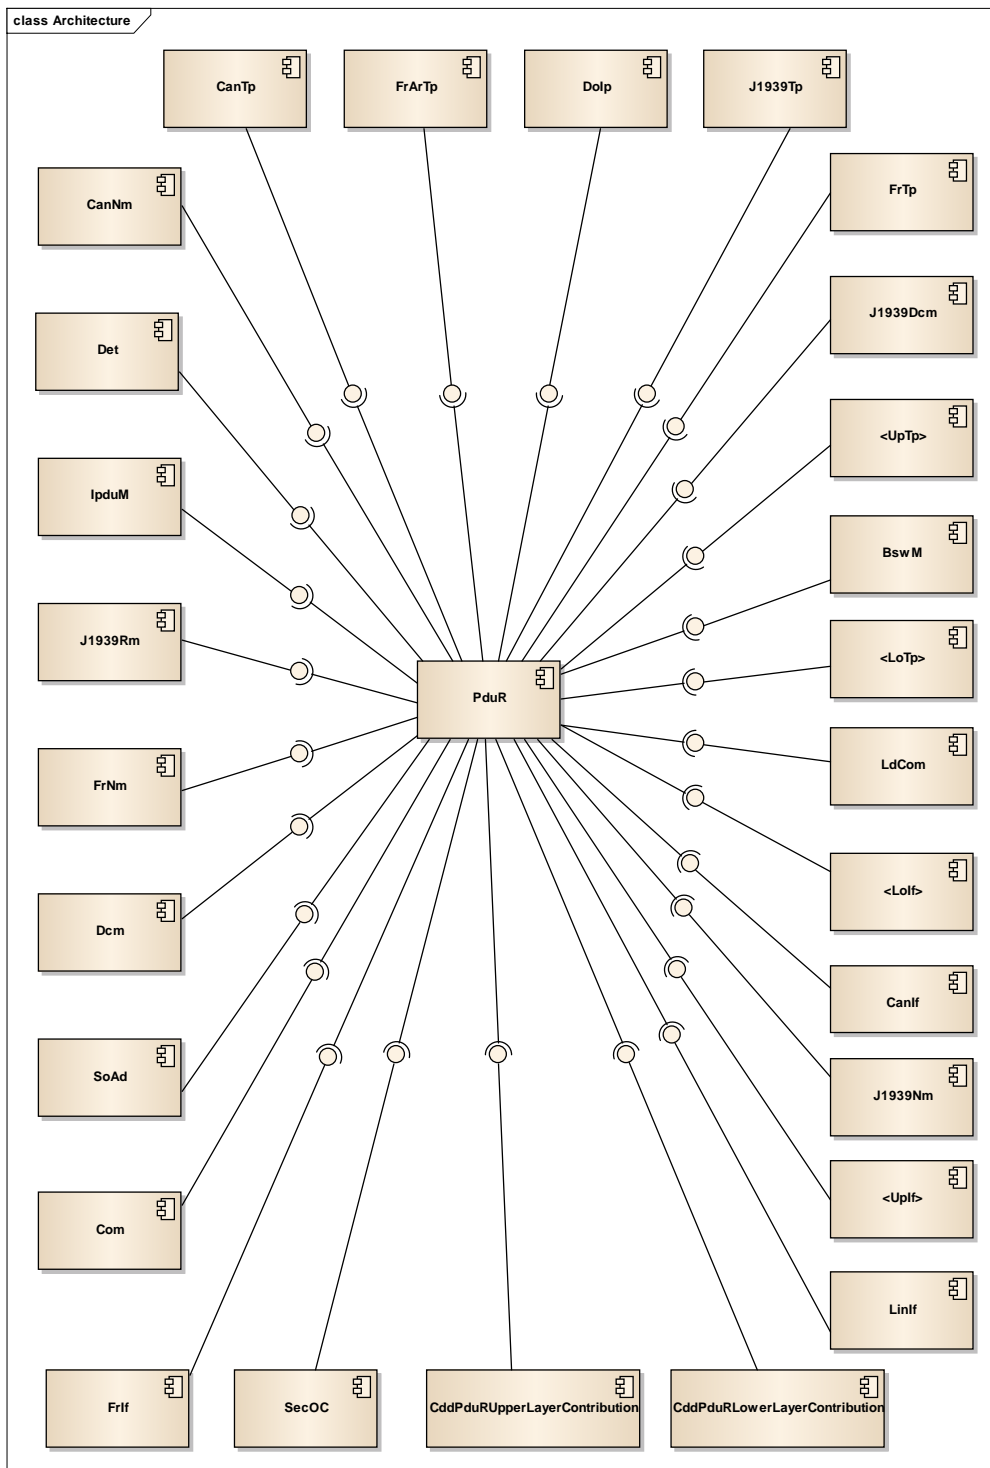 class Architecture
CanTp
FrArTp
DoIp
J1939Tp
FrTp
CanNm
J1939Dcm
Det
<UpTp>
IpduM
BswM
J1939Rm
<LoTp>
PduR
FrNm
LdCom
<LoIf>
Dcm
CanIf
SoAd
J1939Nm
<UpIf>
Com
LinIf
FrIf
SecOC
CddPduRUpperLayerContribution
CddPduRLowerLayerContribution